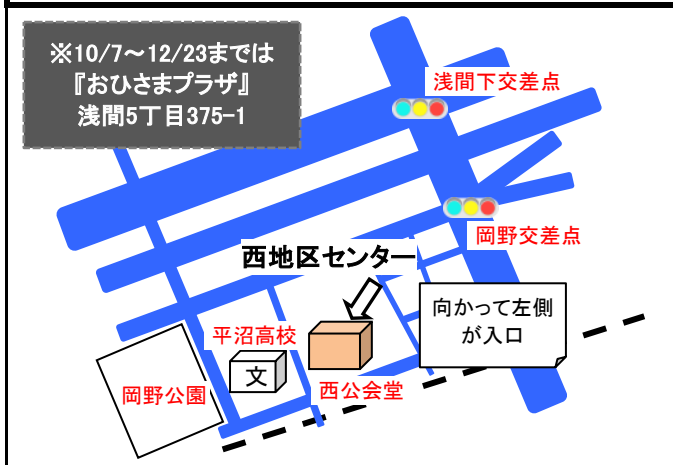 ※10/7～12/23までは
『おひさまプラザ』
浅間5丁目375-1
浅間下交差点
岡野交差点
西地区センター
向かって左側
が入口
平沼高校
文
岡野公園
西公会堂